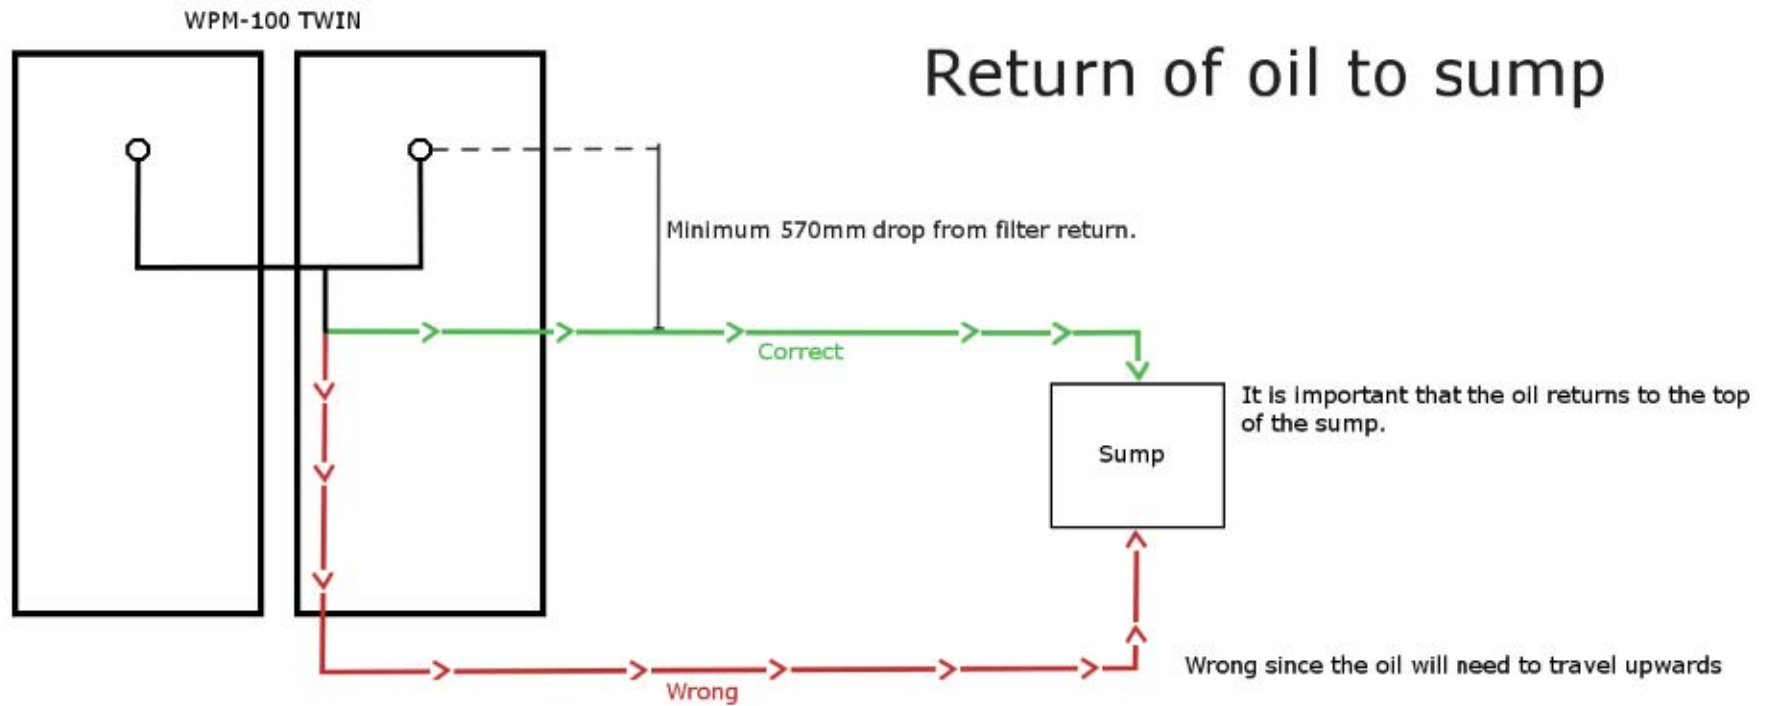 WPM-100 TWIN
Return of oil to sump
Minimum 570mm drop from filter return.
Correct
It is important that the oil returns to the top
of the sump.
Sump
Wrong since the oil will need to travel upwards
Wrong